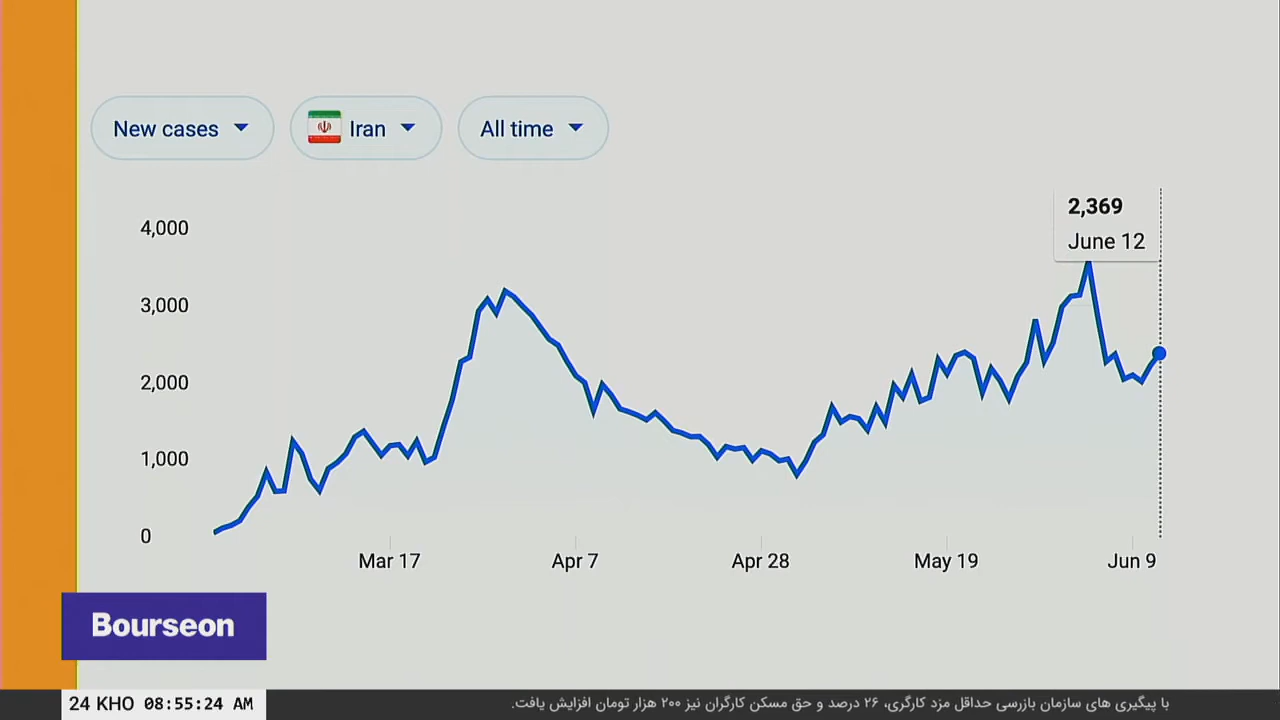 New cases
Iran
All time
2,369
June 12
4,000
3,000
2,000
1,000
0
Mar 17
Apr 7
Apr 28
May 19
Jun 9
Bourseon
24 KHO 08:55:24 AM
با پیگیری های سازمان بازرسی حداقل مزد کارگری، ۲۶ درصد و حق مسکن کارگران نیز ۲۰۰ هزار تومان افزایش یافت.